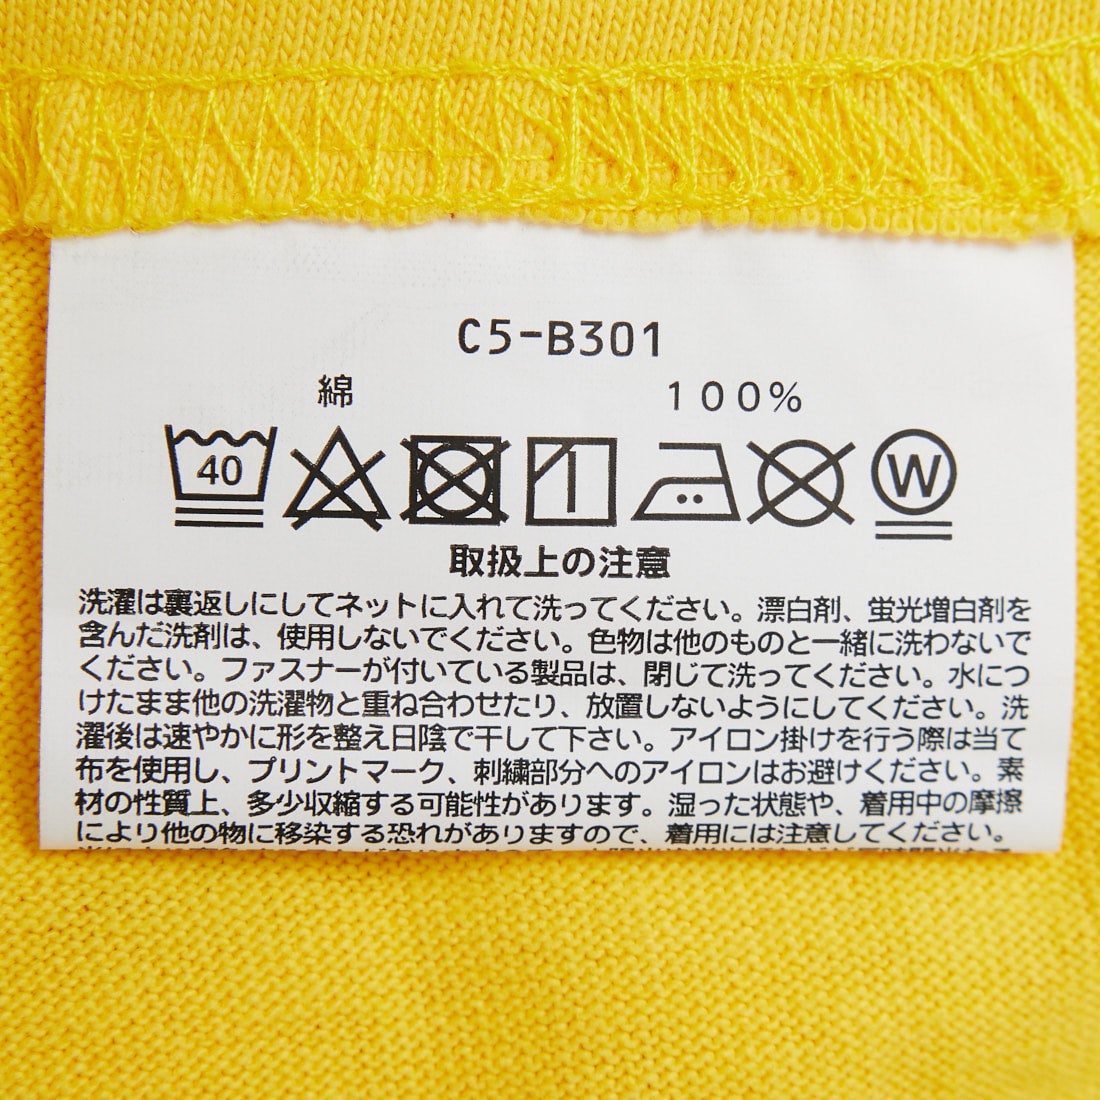 C5-B301
綿 100%
40 W
取扱上の注意
洗濯は裏返しにしてネットに入れて洗ってください。漂白剤、蛍光増白剤を
含んだ洗剤は、使用しないでください。色物は他のものと一緒に洗わないで
ください。ファスナーが付いている製品は、閉じて洗ってください。水につ
けたまま他の洗濯物と重ね合わせたり、放置しないようにしてください。洗
濯後は速やかに形を整え日陰で干して下さい。アイロン掛けを行う際は当て
布を使用し、プリントマーク、刺繍部分へのアイロンはお避けください。素
材の性質上、多少収縮する可能性があります。湿った状態や、着用中の摩擦
により他の物に移染する恐れがありますので、着用には注意してください。